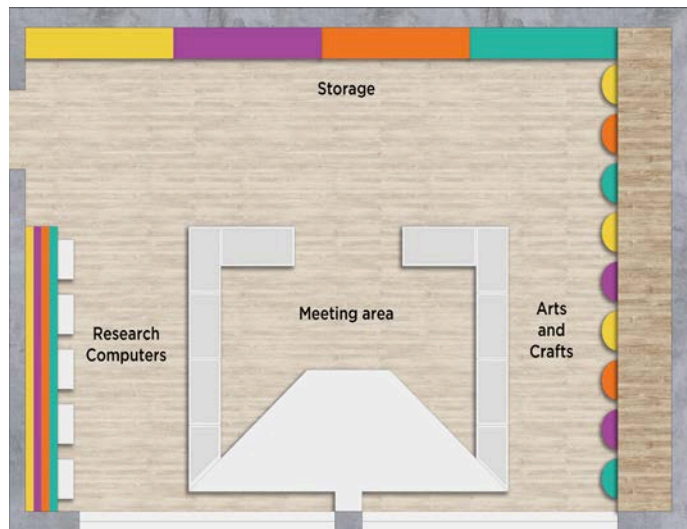 Storage
Meeting area
Research
Computers
Arts
and
Crafts